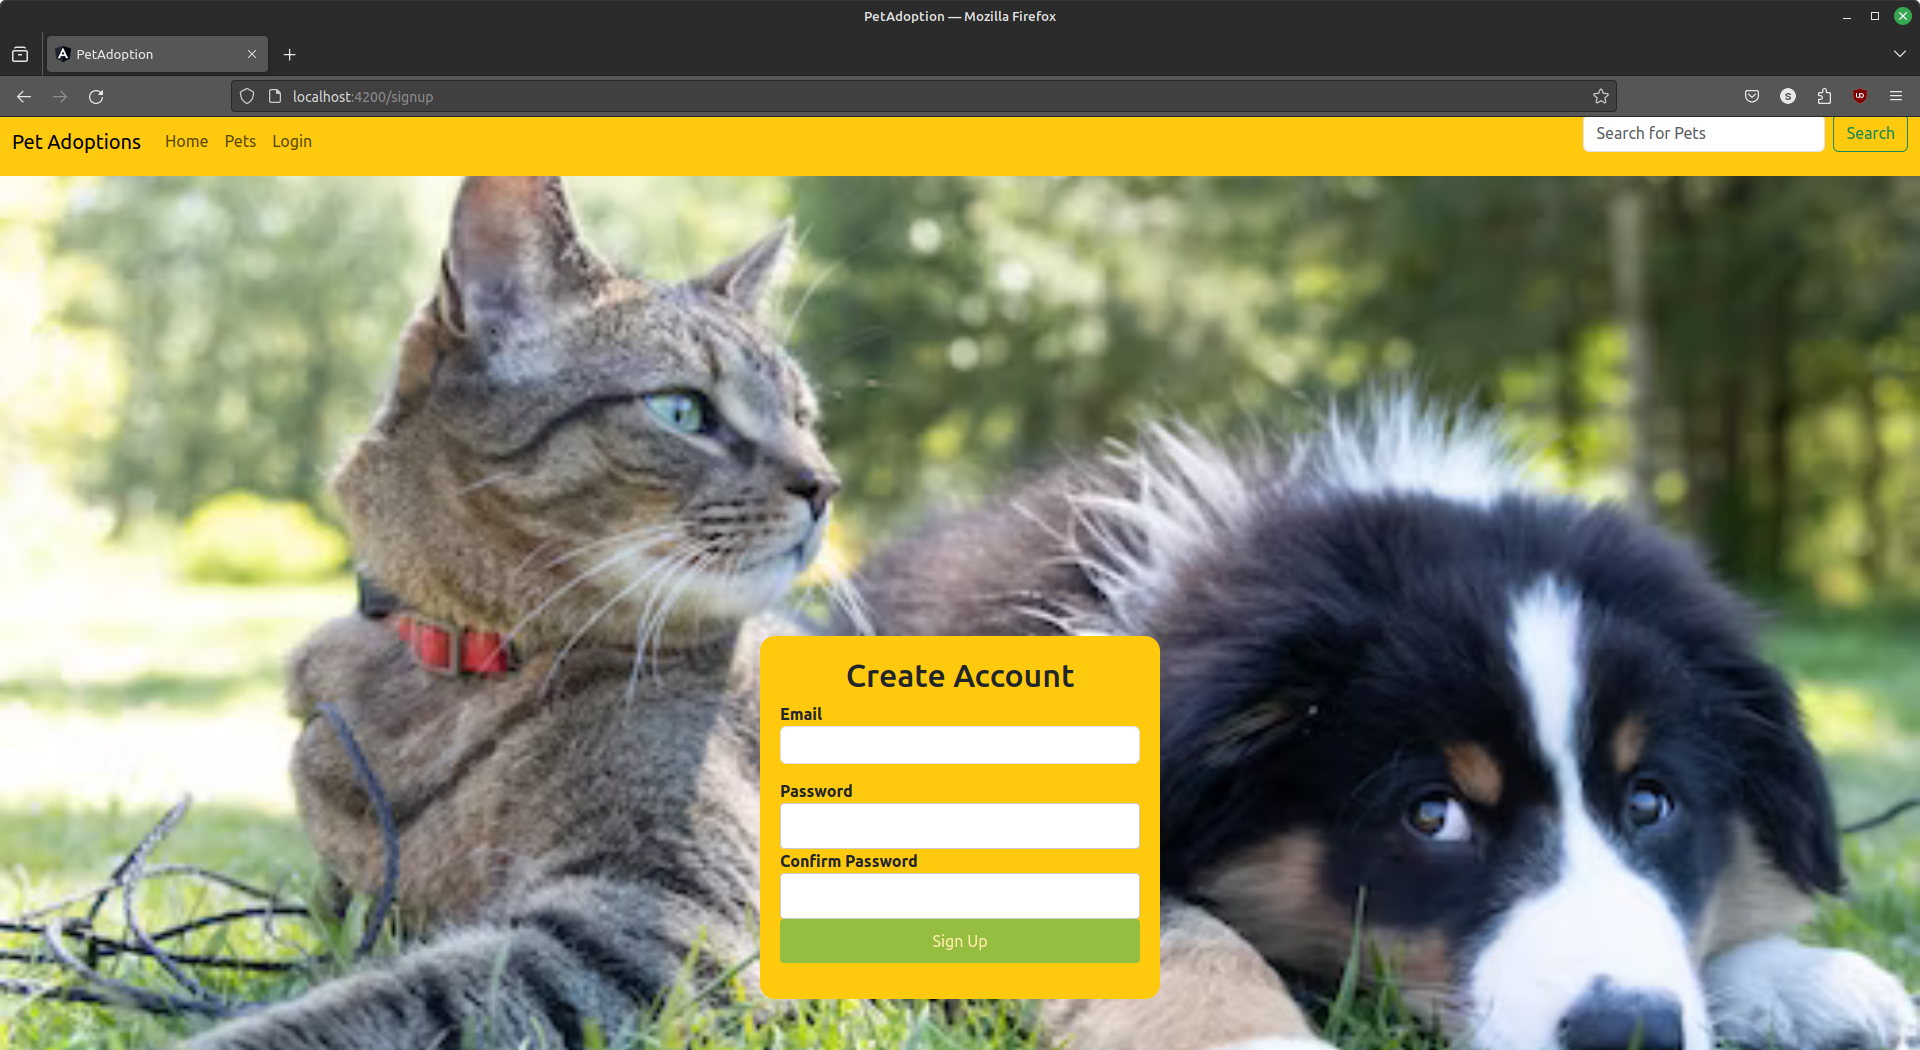 PetAdoption — Mozilla Firefox
PetAdoption
localhost:4200/signup
S
Pet Adoptions Home Pets Login Search for Pets Search
Create Account
Email
Password
Confirm Password
Sign Up